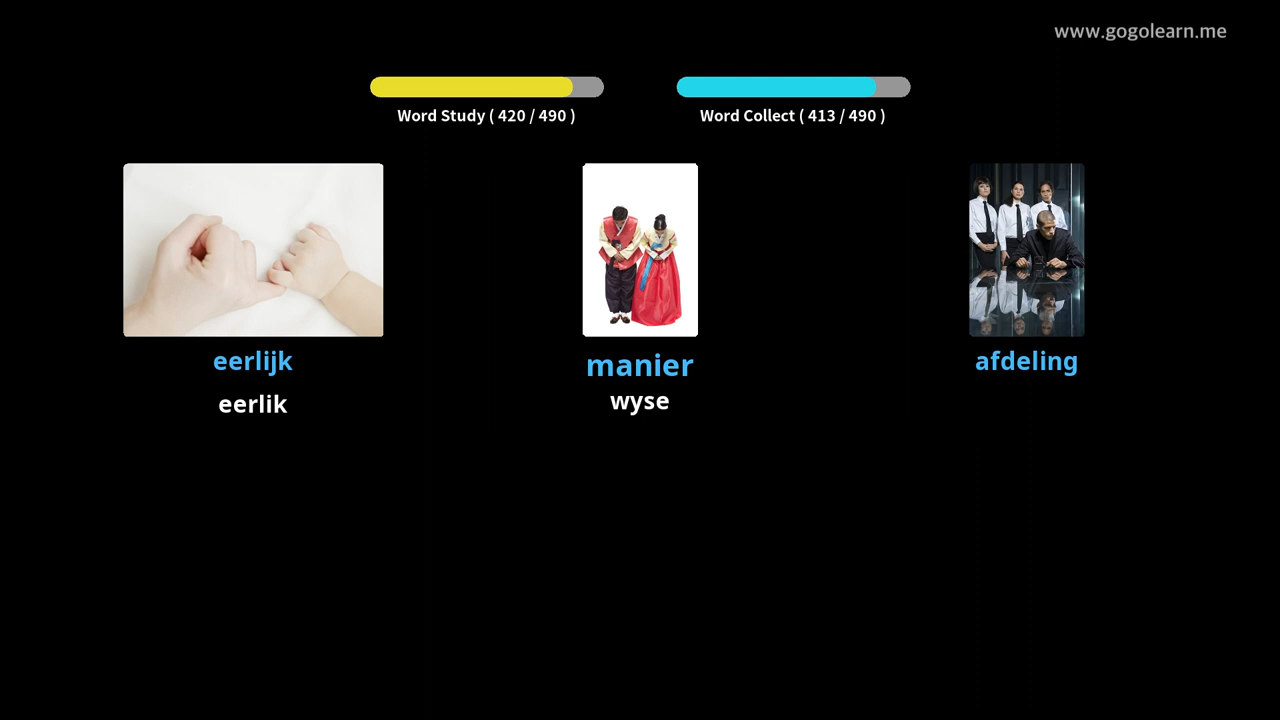 www.gogolearn.me
Word Study ( 420 / 490 )
Word Collect ( 413 / 490 )
eerlijk
eerlik
manier
wyse
afdeling